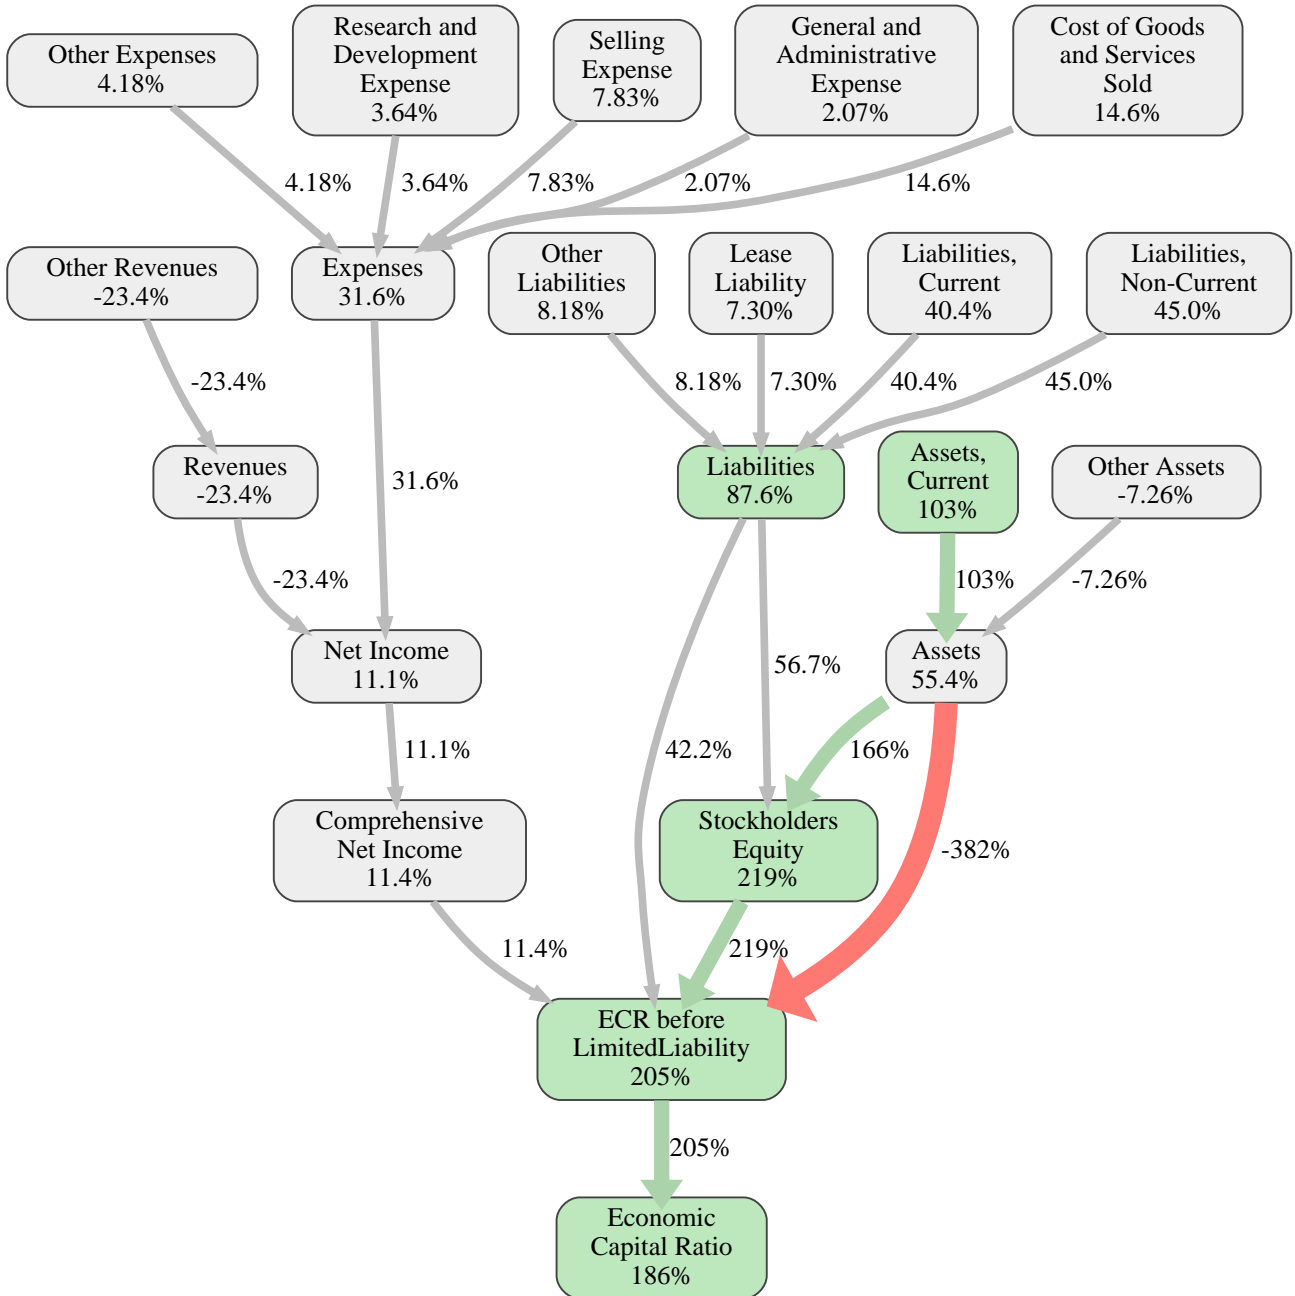 Other Expenses
4.18%
Research and
Development
Expense
3.64%
Selling
Expense
7.83%
General and
Administrative
Expense
2.07%
Cost of Goods
and Services
Sold
14.6%
4.18%
3.64%
7.83%
2.07%
14.6%
Other Revenues
-23.4%
Expenses
31.6%
Other
Liabilities
8.18%
Lease
Liability
7.30%
Liabilities,
Current
40.4%
Liabilities,
Non-Current
45.0%
-23.4%
8.18%
7.30%
40.4%
45.0%
Revenues
-23.4%
31.6%
Liabilities
87.6%
Assets,
Current
103%
Other Assets
-7.26%
-23.4%
103%
-7.26%
Net Income
11.1%
56.7%
Assets
55.4%
11.1%
42.2%
166%
Comprehensive
Net Income
11.4%
Stockholders
Equity
219%
-382%
11.4%
219%
ECR before
LimitedLiability
205%
205%
Economic
Capital Ratio
186%